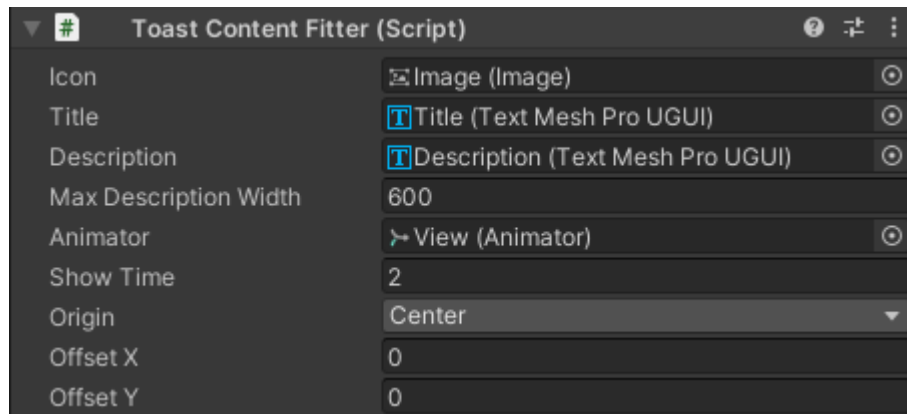 Toast Content Fitter (Script)
Icon Image (Image)
Title Title (Text Mesh Pro UGUI)
Description Description (Text Mesh Pro UGUI)
Max Description Width 600
Animator View (Animator)
Show Time 2
Origin Center
Offset X 0
Offset Y 0